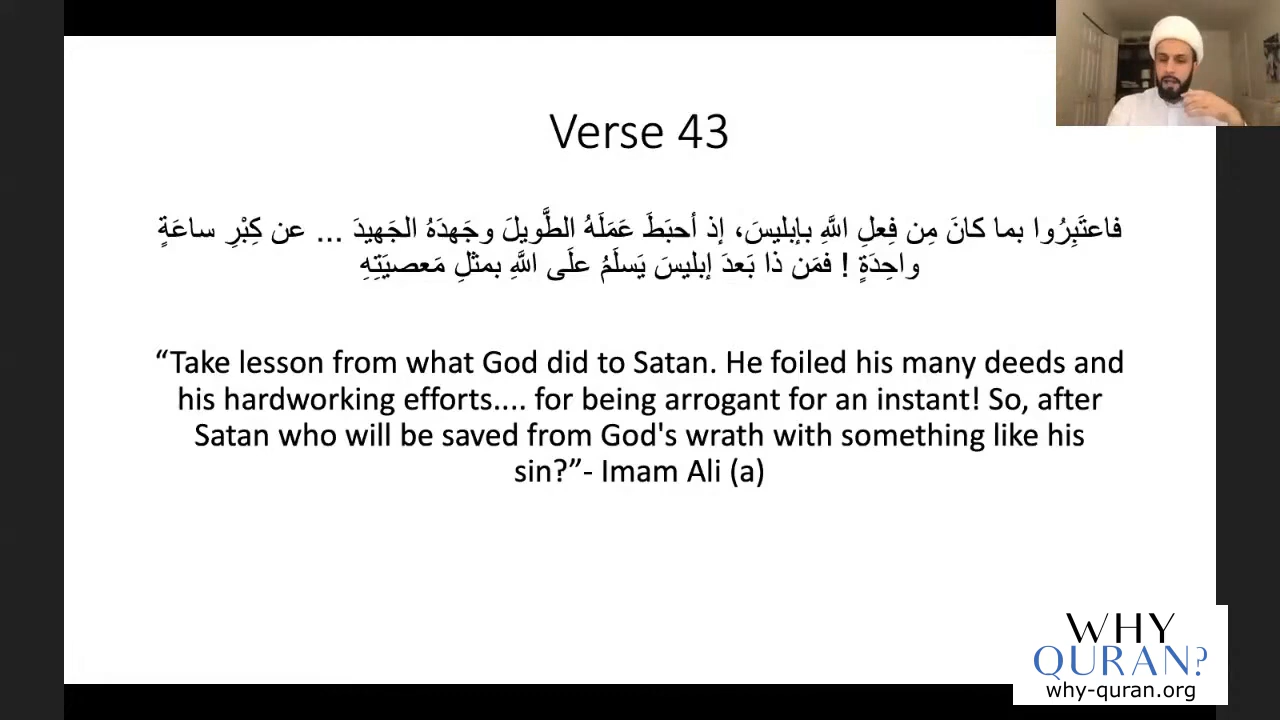 Verse 43
فاعتَبِرُوا بما كانَ مِن فِعلِ اللَّهِ بإبليسَ، إذ أحبَطَ عَمَلَهُ الطَّويلَ وجَهدَهُ الجَهيدَ ... عن كِبْرِ ساعَةٍ
واحِدَةٍ ! فمَن ذا بَعدَ إبليسَ يَسلَمُ علَى اللَّهِ بمثلِ مَعصيَتِهِ
“Take lesson from what God did to Satan. He foiled his many deeds and
his hardworking efforts.... for being arrogant for an instant! So, after
Satan who will be saved from God's wrath with something like his
sin?”- Imam Ali (a)
WHY
QURAN?
why-quran.org